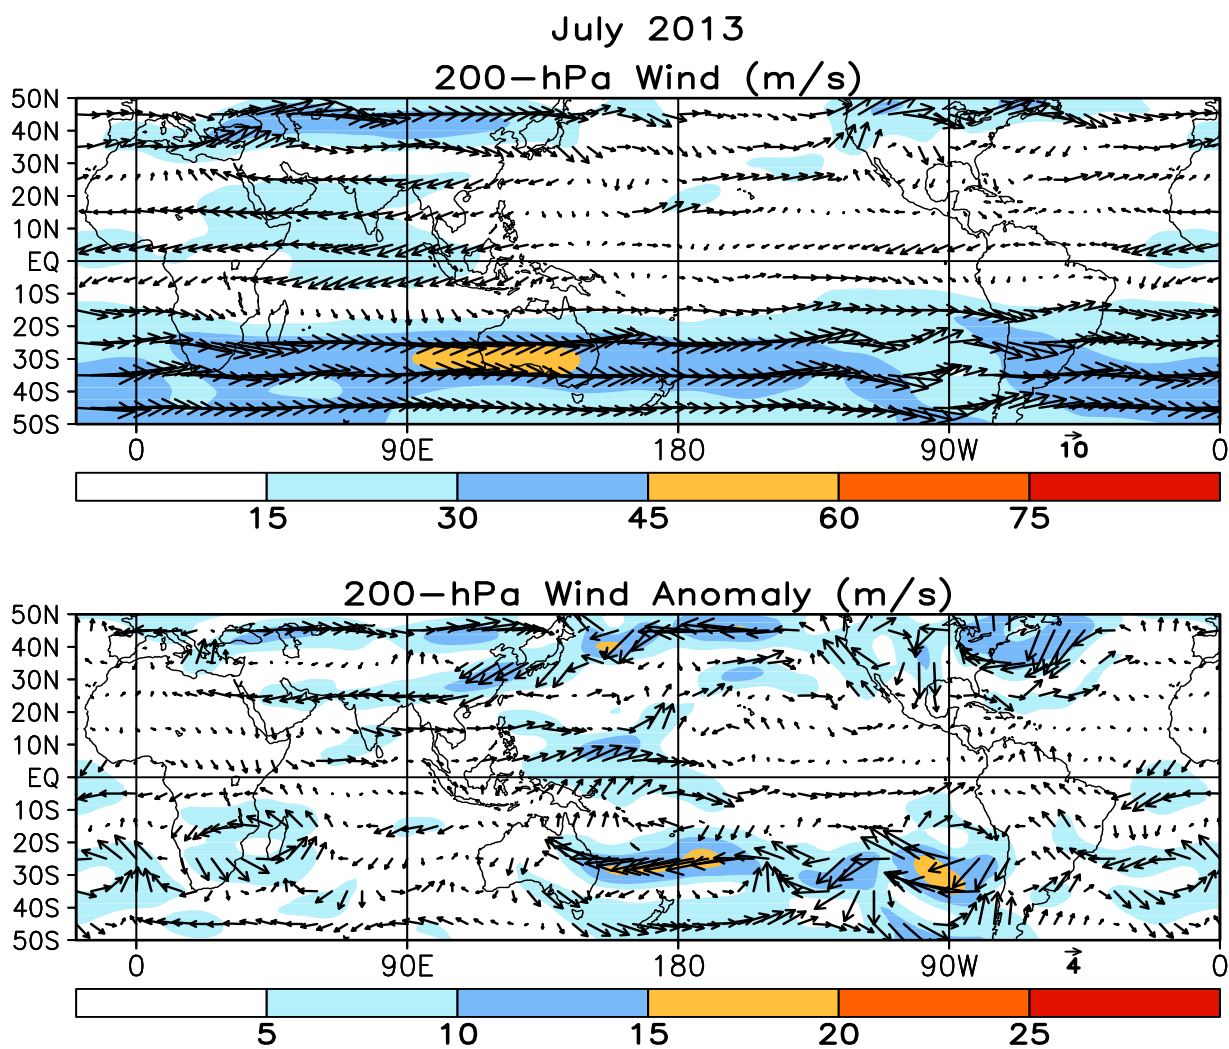 July 2013
200-hPa Wind (m/s)
50N
40N
30N
20N
10N
EQ
10S
20S
30S
40S
50S
0 90E 180 90W 10 0
15 30 45 60 75
200-hPa Wind Anomaly (m/s)
50N
40N
30N
20N
10N
EQ
10S
20S
30S
40S
50S
0 90E 180 90W 4 0
5 10 15 20 25